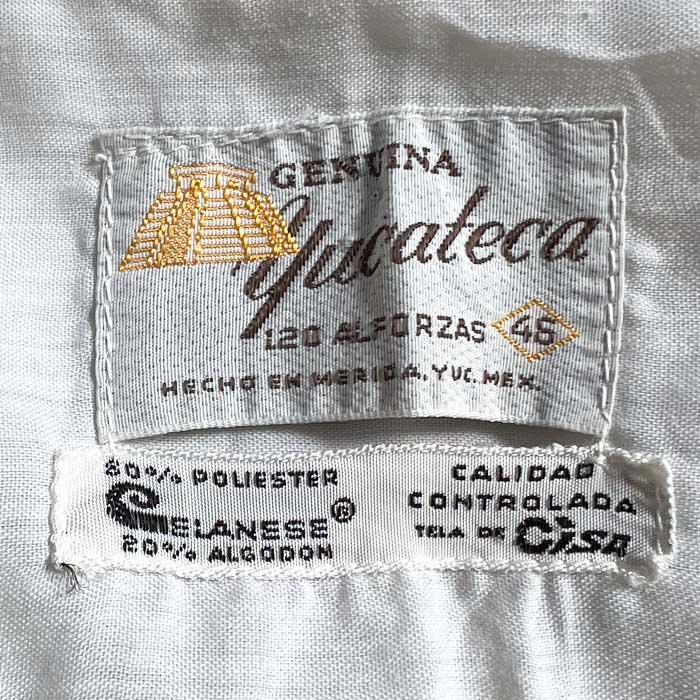 GENUINA
Yucateca
120 ALFORZAS 46
HECHO EN MERIDA, YUC. MEX.
80% POLIESTER
CELANESE®
20% ALGODON
CALIDAD
CONTROLADA
TELA DE CISA